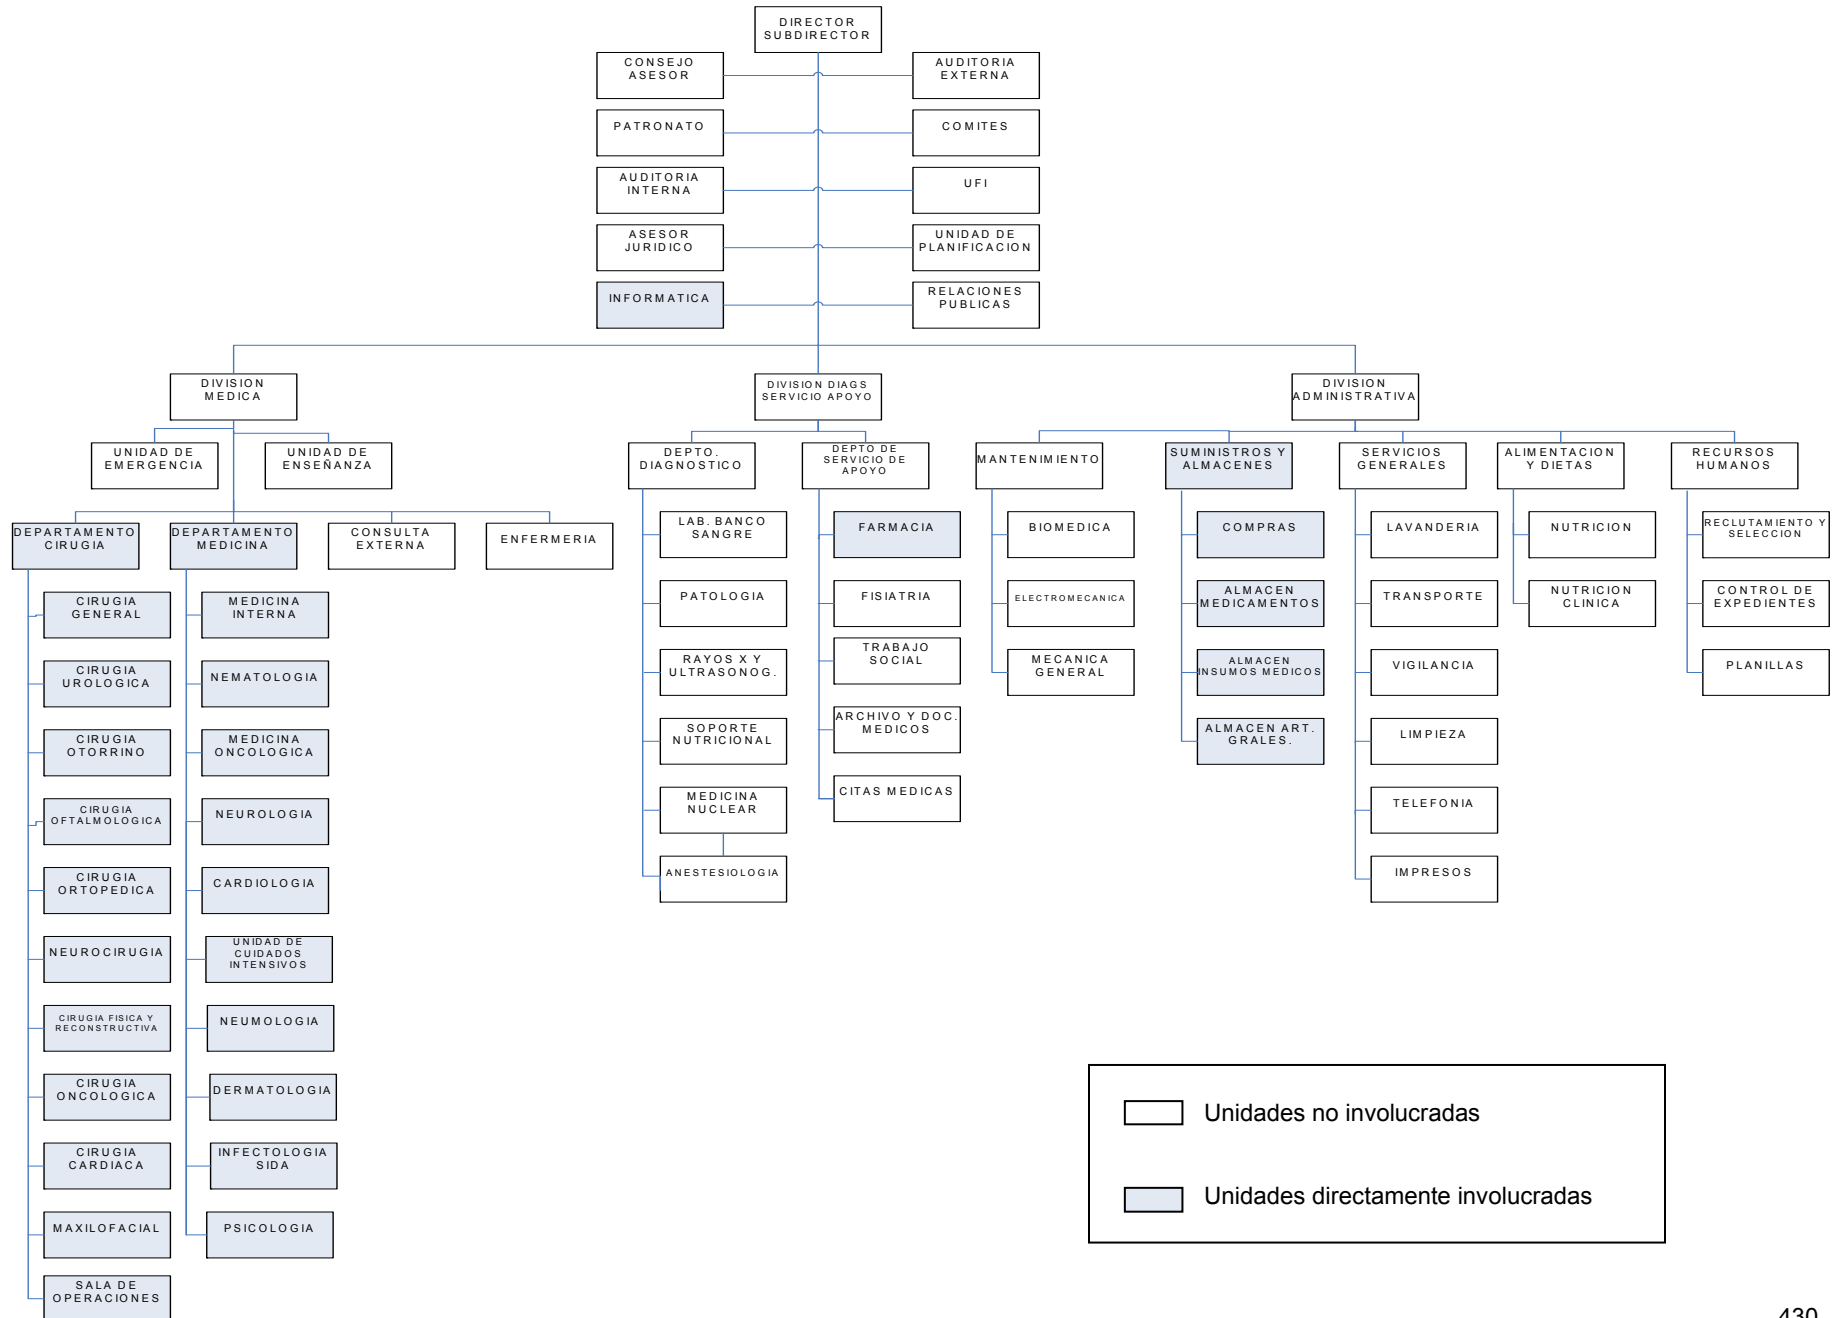 DIRECTOR
SUBDIRECTOR
CONSEJO
ASESOR
AUDITORIA
EXTERNA
PATRONATO
COMITES
AUDITORIA
INTERNA
UFI
ASESOR
JURIDICO
UNIDAD DE
PLANIFICACION
INFORMATICA
RELACIONES
PUBLICAS
DIVISION
MEDICA
DIVISION DIAGS
SERVICIO APOYO
DIVISION
ADMINISTRATIVA
UNIDAD DE
EMERGENCIA
UNIDAD DE
ENSEÑANZA
DEPTO.
DIAGNOSTICO
DEPTO DE
SERVICIO DE
APOYO
MANTENIMIENTO
SUMINISTROS Y
ALMACENES
SERVICIOS
GENERALES
ALIMENTACION
Y DIETAS
RECURSOS
HUMANOS
DEPARTAMENTO
CIRUGIA
DEPARTAMENTO
MEDICINA
CONSULTA
EXTERNA
ENFERMERIA
CIRUGIA
GENERAL
CIRUGIA
UROLOGICA
CIRUGIA
OTORRINO
CIRUGIA
OFTALMOLOGICA
CIRUGIA
ORTOPEDICA
NEUROCIRUGIA
CIRUGIA FISICA Y
RECONSTRUCTIVA
CIRUGIA
ONCOLOGICA
CIRUGIA
CARDIACA
MAXILOFACIAL
SALA DE
OPERACIONES
MEDICINA
INTERNA
NEMATOLOGIA
MEDICINA
ONCOLOGICA
NEUROLOGIA
CARDIOLOGIA
UNIDAD DE
CUIDADOS
INTENSIVOS
NEUMOLOGIA
DERMATOLOGIA
INFECTOLOGIA
SIDA
PSICOLOGIA
LAB. BANCO
SANGRE
PATOLOGIA
RAYOS X Y
ULTRASONOG.
SOPORTE
NUTRICIONAL
MEDICINA
NUCLEAR
ANESTESIOLOGIA
FARMACIA
FISIATRIA
TRABAJO
SOCIAL
ARCHIVO Y DOC.
MEDICOS
CITAS MEDICAS
BIOMEDICA
ELECTROMECANICA
MECANICA
GENERAL
COMPRAS
ALMACEN
MEDICAMENTOS
ALMACEN
INSUMOS MEDICOS
ALMACEN ART.
GRALES.
LAVANDERIA
TRANSPORTE
VIGILANCIA
LIMPIEZA
TELEFONIA
IMPRESOS
NUTRICION
NUTRICION
CLINICA
RECLUTAMIENTO Y
SELECCION
CONTROL DE
EXPEDIENTES
PLANILLAS
Unidades no involucradas
Unidades directamente involucradas
430